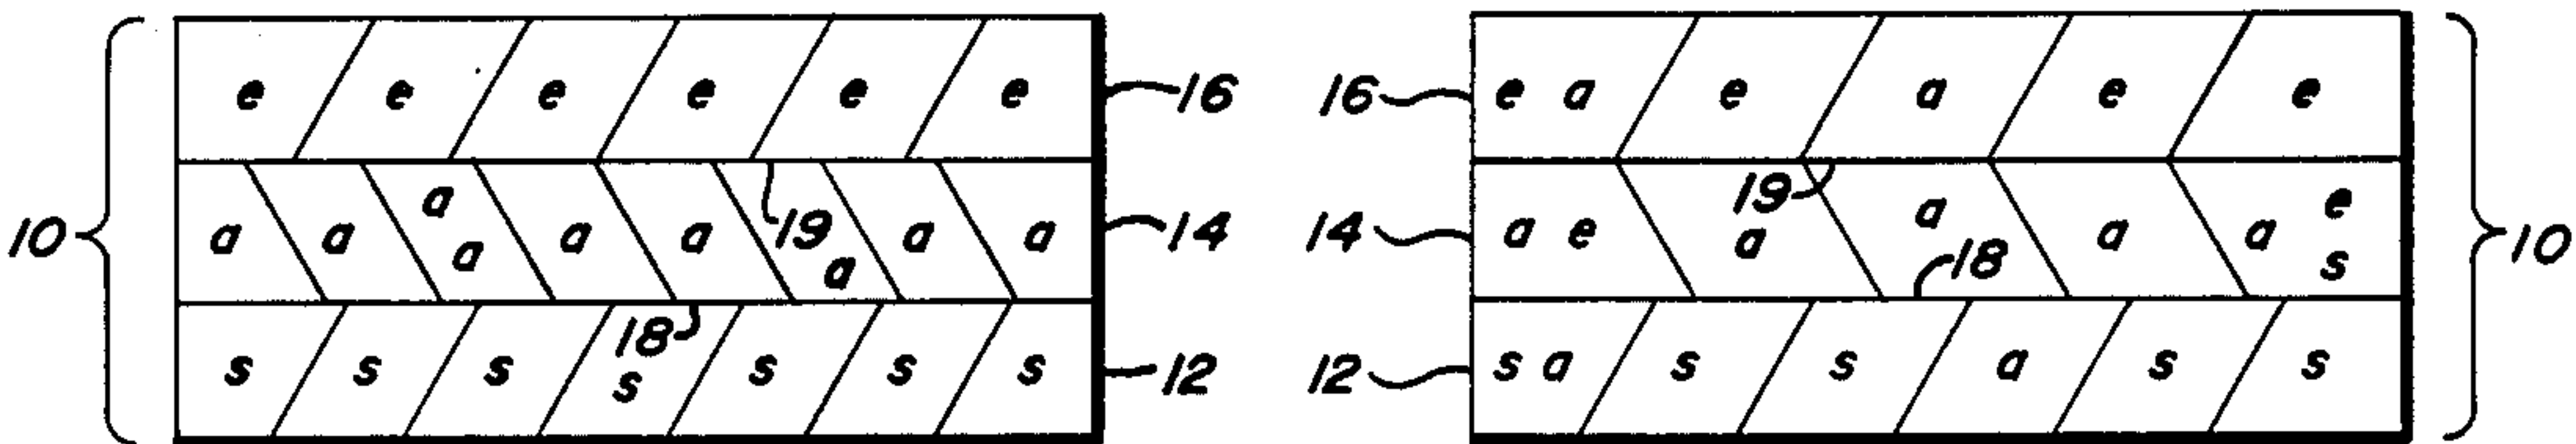 e e e e e e 16 16 e a e a e e
10 a a a a a a 19 a a a 14 14 a e 19 a a 18 a a e s 10
s s s 18 s s s s 12 12 s a s s a s s